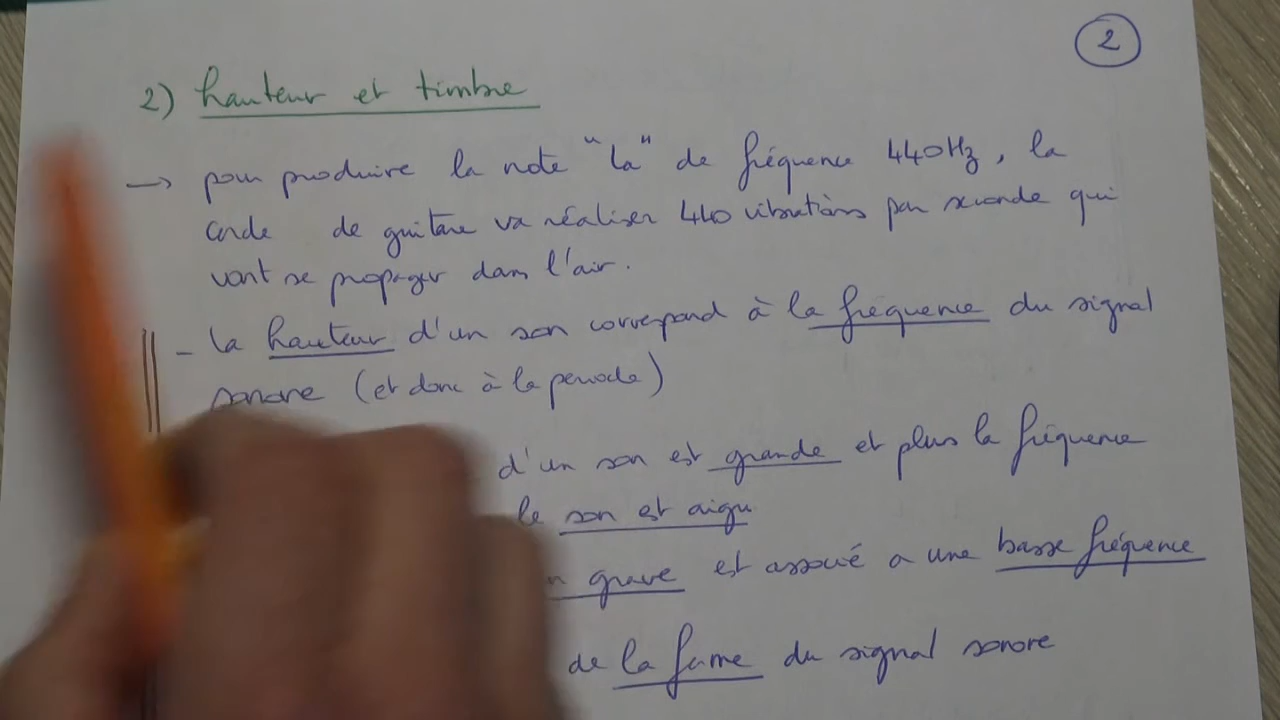 2
2) hauteur et timbre
→ pour produire la note "La" de fréquence 440Hz, la
corde de guitare va réaliser 440 vibrations par seconde qui
vont se propager dans l'air.
- La hauteur d'un son correspond à la fréquence du signal
sonore (et donc à la période)
d'un son est grande et plus la fréquence
le son est aigu
grave est associé a une basse fréquence
de la forme du signal sonore